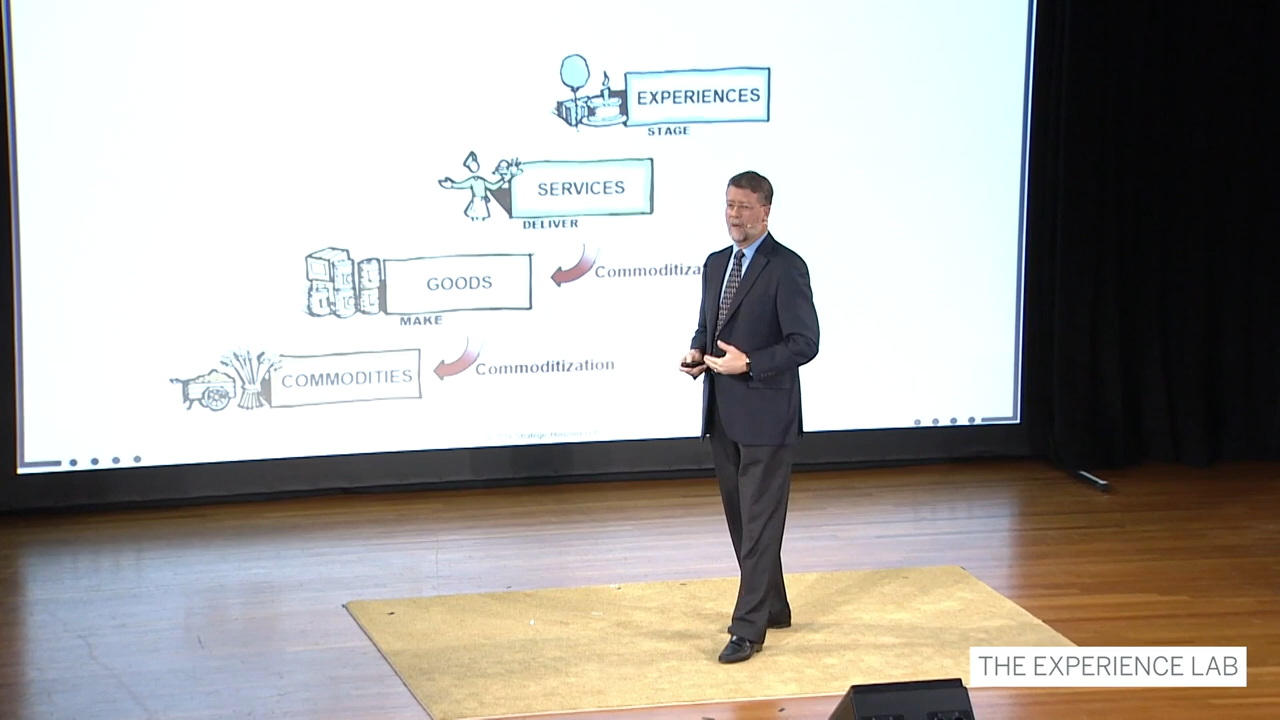 EXPERIENCES
STAGE
SERVICES
DELIVER
Commoditiza
GOODS
MAKE
Commoditization
COMMODITIES
THE EXPERIENCE LAB